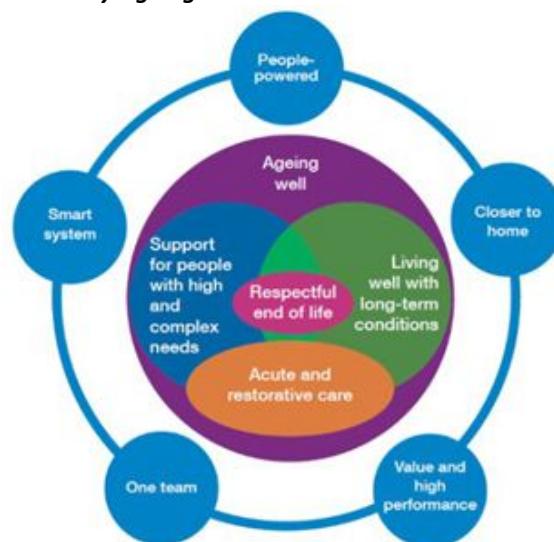 People-
powered
Ageing
well
Smart
system
Closer to
home
Support
for people
with high
and
complex
needs
Living
well with
long-term
conditions
Respectful
end of life
Acute and
restorative care
One team
Value and
high
performance